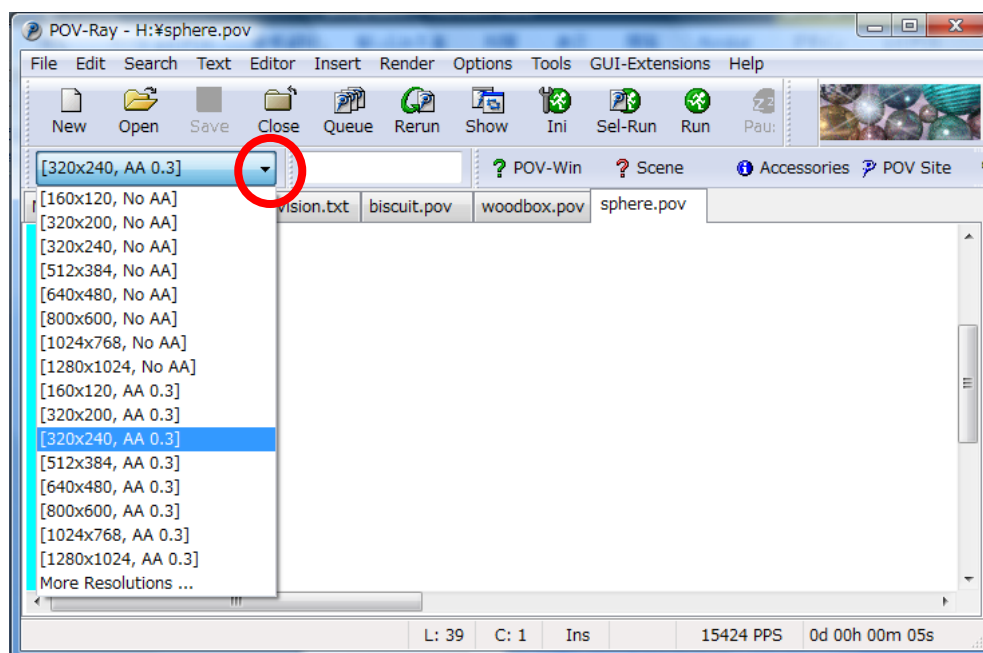 POV-Ray - H:¥sphere.pov
File Edit Search Text Editor Insert Render Options Tools GUI-Extensions Help
New Open Save Close Queue Rerun Show Ini Sel-Run Run Pau:
[320x240, AA 0.3] POV-Win Scene Accessories POV Site
vision.txt biscuit.pov woodbox.pov sphere.pov
[160x120, No AA]
[320x200, No AA]
[320x240, No AA]
[512x384, No AA]
[640x480, No AA]
[800x600, No AA]
[1024x768, No AA]
[1280x1024, No AA]
[160x120, AA 0.3]
[320x200, AA 0.3]
[320x240, AA 0.3]
[512x384, AA 0.3]
[640x480, AA 0.3]
[800x600, AA 0.3]
[1024x768, AA 0.3]
[1280x1024, AA 0.3]
More Resolutions ...
L: 39 C: 1 Ins 15424 PPS 0d 00h 00m 05s